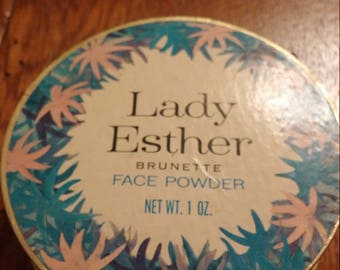 Lady
Esther
BRUNETTE
FACE POWDER
NET WT. 1 OZ.